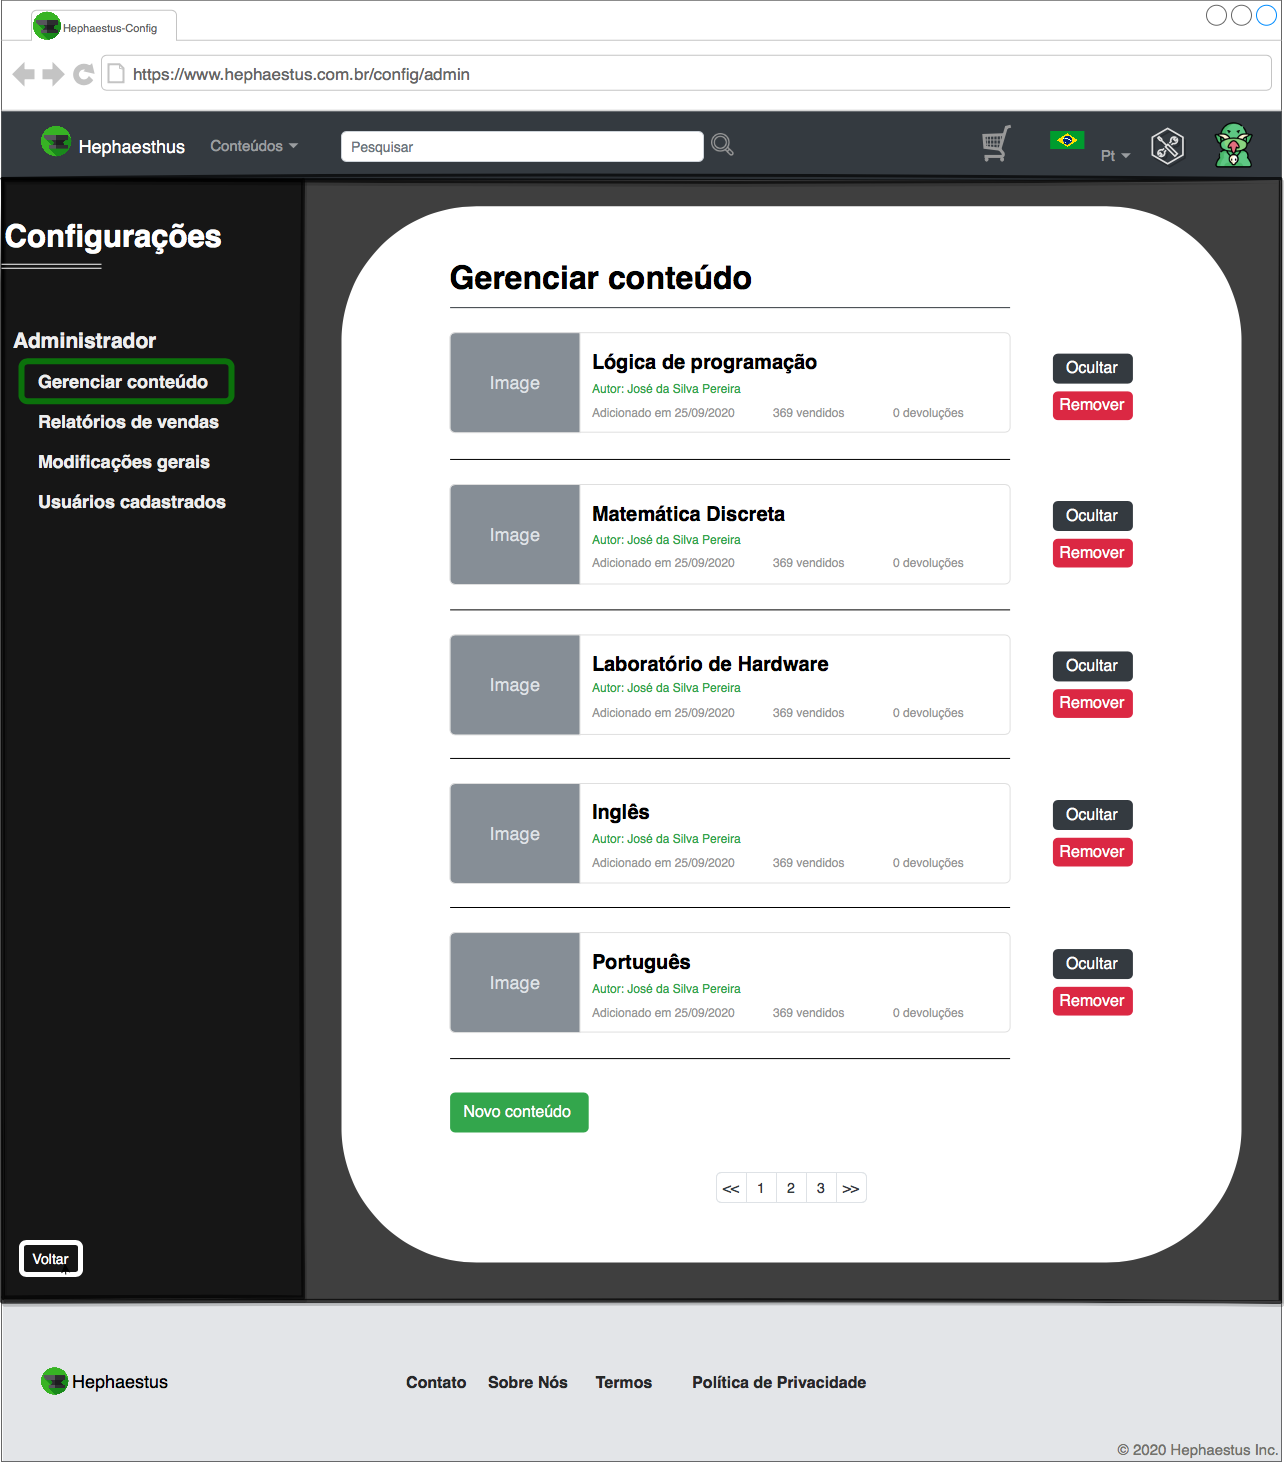 Hephaestus-Config
https://www.hephaestus.com.br/config/admin
Hephaesthus Conteúdos Pesquisar Pt
Configurações
Administrador
Gerenciar conteúdo
Relatórios de vendas
Modificações gerais
Usuários cadastrados
Voltar
Gerenciar conteúdo
Image
Lógica de programação
Autor: José da Silva Pereira
Adicionado em 25/09/2020 369 vendidos 0 devoluções
Ocultar
Remover
Image
Matemática Discreta
Autor: José da Silva Pereira
Adicionado em 25/09/2020 369 vendidos 0 devoluções
Ocultar
Remover
Image
Laboratório de Hardware
Autor: José da Silva Pereira
Adicionado em 25/09/2020 369 vendidos 0 devoluções
Ocultar
Remover
Image
Inglês
Autor: José da Silva Pereira
Adicionado em 25/09/2020 369 vendidos 0 devoluções
Ocultar
Remover
Image
Português
Autor: José da Silva Pereira
Adicionado em 25/09/2020 369 vendidos 0 devoluções
Ocultar
Remover
Novo conteúdo
<< 1 2 3 >>
Hephaestus Contato Sobre Nós Termos Política de Privacidade
© 2020 Hephaestus Inc.